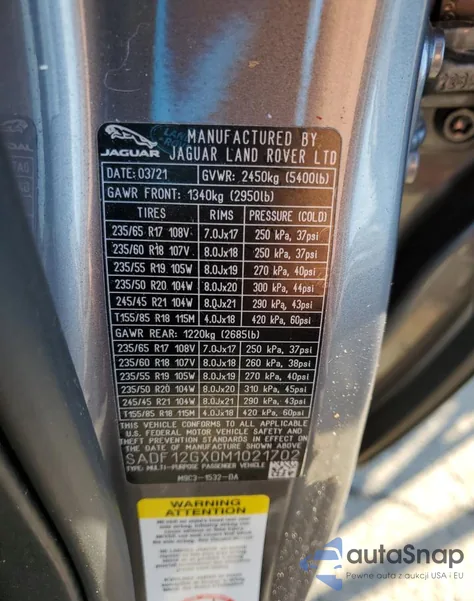 JAGUAR
MANUFACTURED BY
JAGUAR LAND ROVER LTD
DATE: 03/21 GVWR: 2450kg (5400lb)
GAWR FRONT: 1340kg (2950lb)
TIRES RIMS PRESSURE (COLD)
235/65 R17 108V 7.0Jx17 250 kPa, 37psi
235/60 R18 107V 8.0Jx18 250 kPa, 37psi
235/55 R19 105W 8.0Jx19 270 kPa, 40psi
235/50 R20 104W 8.0Jx20 300 kPa, 44psi
245/45 R21 104W 8.0Jx21 290 kPa, 43psi
T155/85 R18 115M 4.0Jx18 420 kPa, 60psi
GAWR REAR: 1220kg (2685lb)
235/65 R17 108V 7.0Jx17 250 kPa, 37psi
235/60 R18 107V 8.0Jx18 260 kPa, 38psi
235/55 R19 105W 8.0Jx19 270 kPa, 40psi
235/50 R20 104W 8.0Jx20 310 kPa, 45psi
245/45 R21 104W 8.0Jx21 290 kPa, 43psi
T155/85 R18 115M 4.0Jx18 420 kPa, 60psi
THIS VEHICLE CONFORMS TO ALL APPLICABLE
U.S. FEDERAL MOTOR VEHICLE SAFETY
STANDARDS IN EFFECT ON
THE DATE OF MANUFACTURE SHOWN ABOVE
SADF12GX0M1021702
TYPE: MULTI-PURPOSE PASSENGER VEHICLE
M9C3-1532-DA
WARNING
autoSnap
Pewne auta z aukcji USA i EU